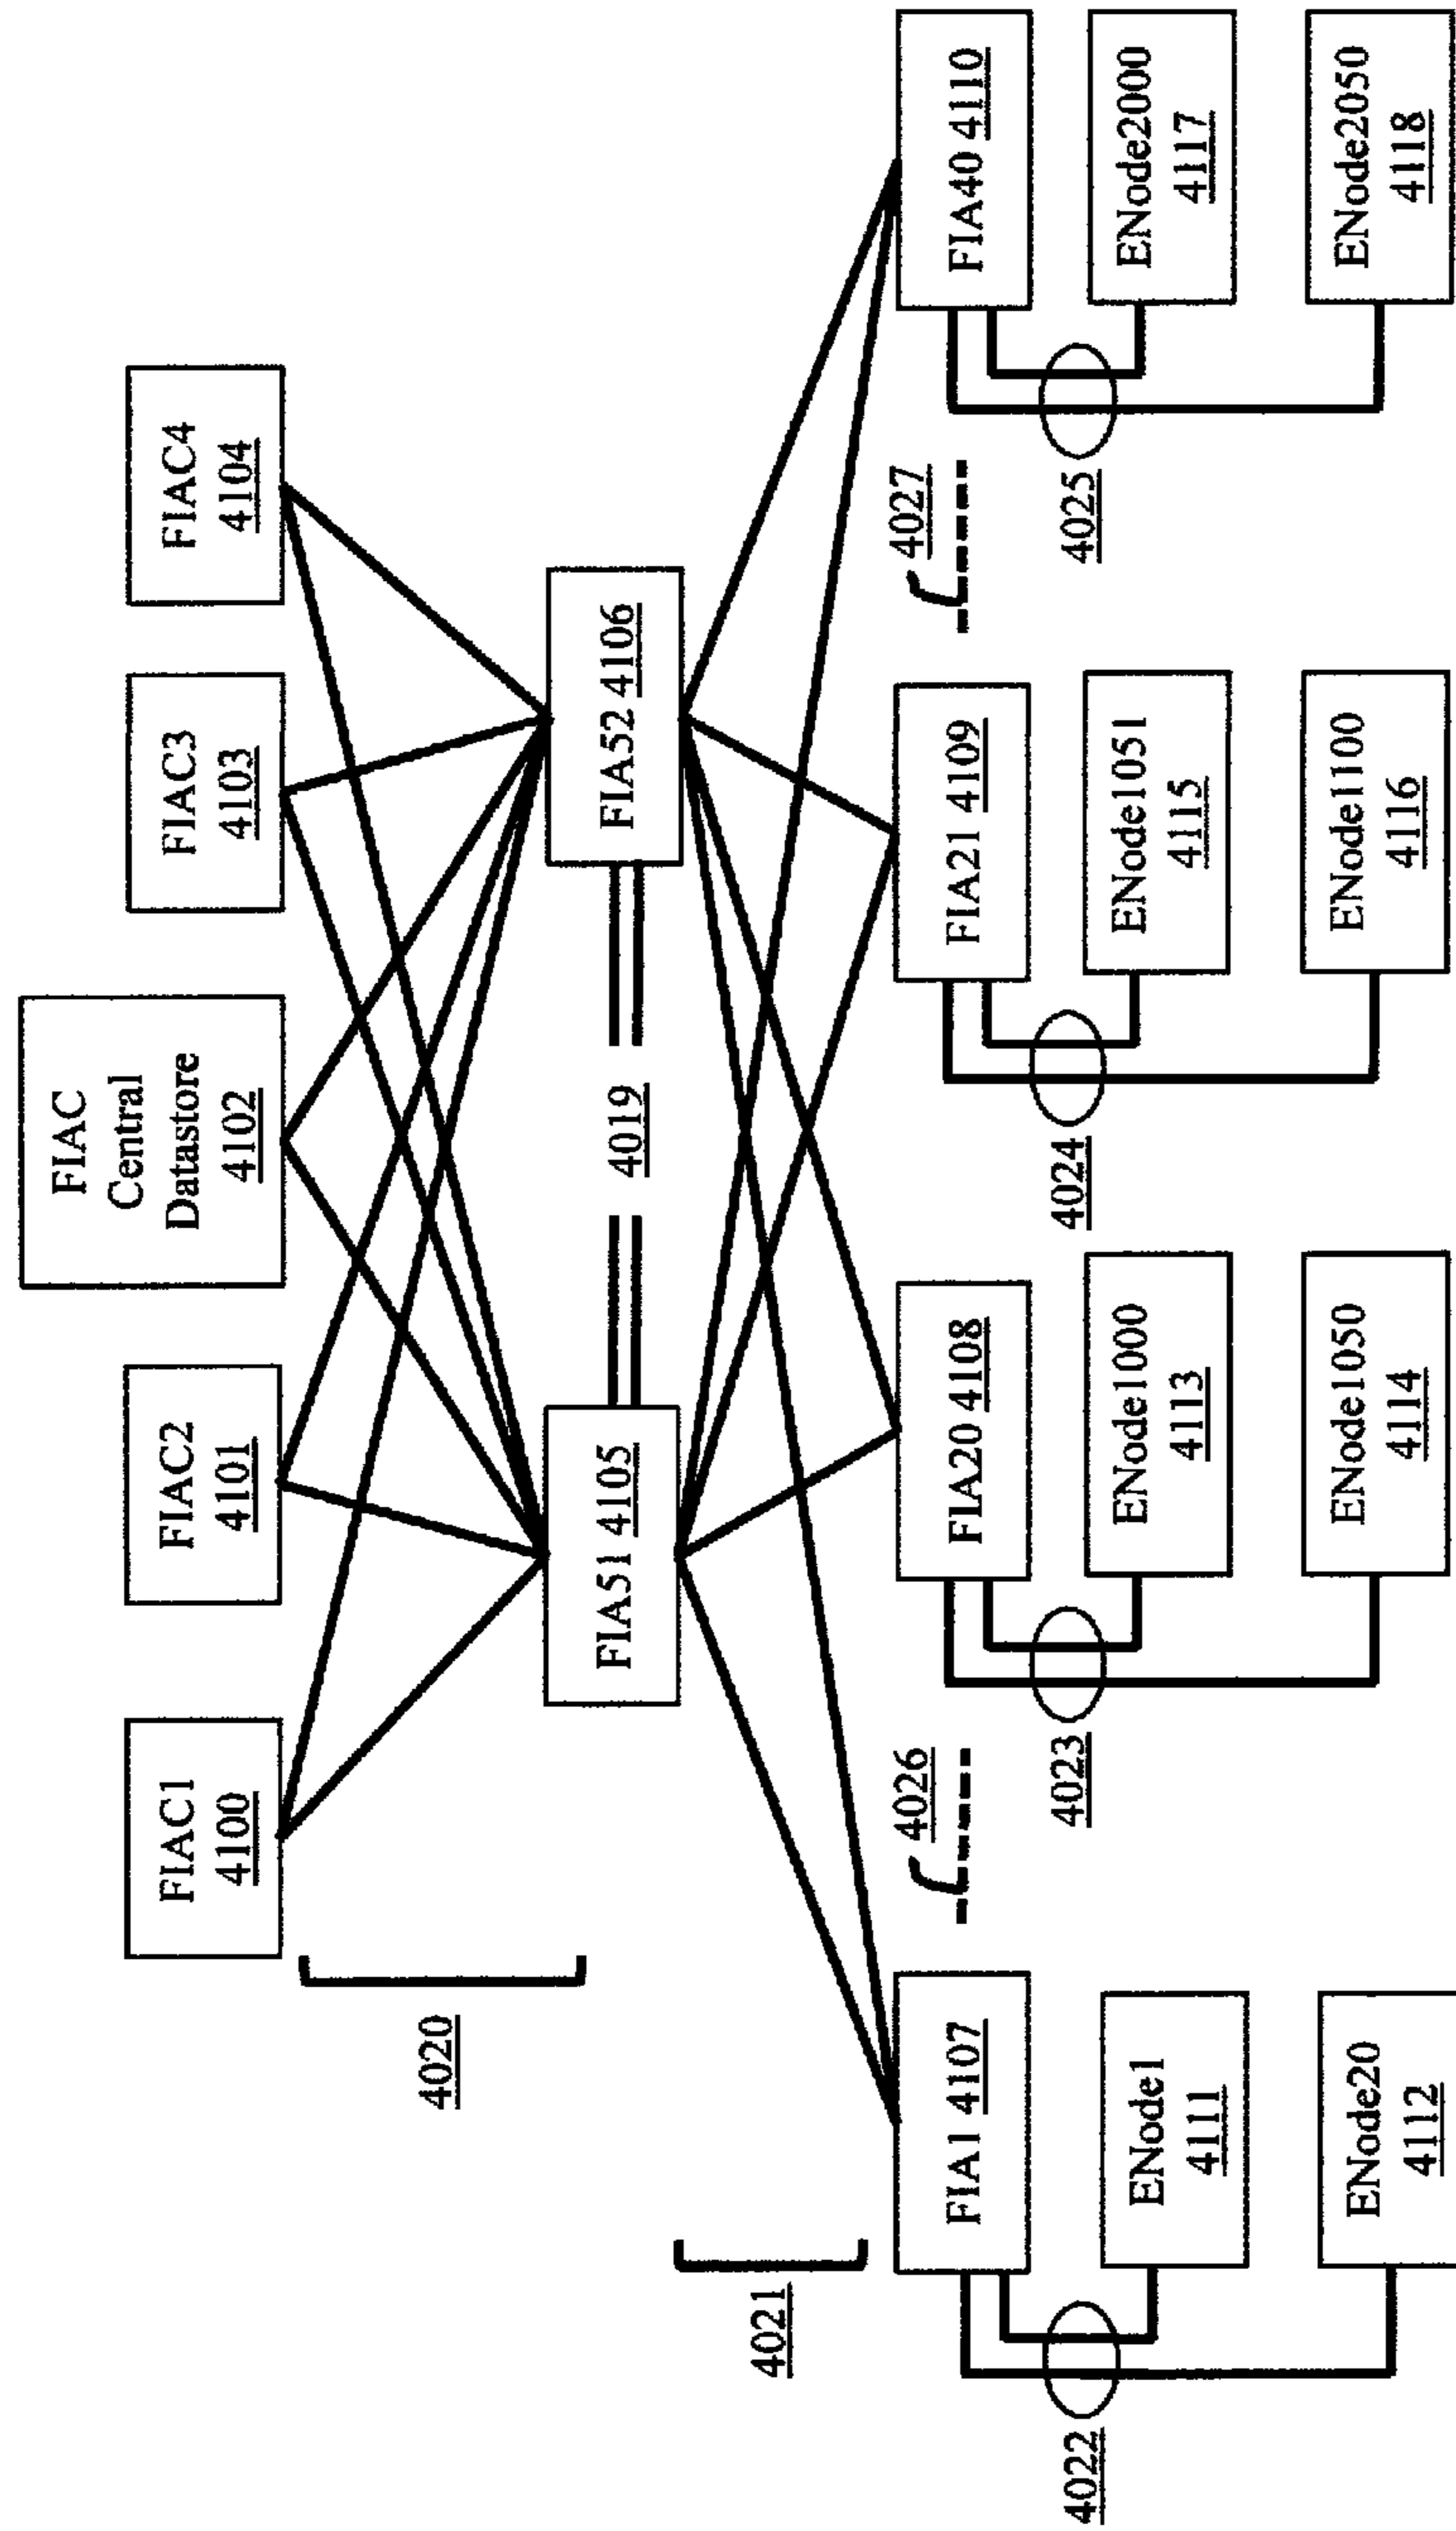 FIAC1
4100
FIAC2
4101
FIAC
Central
Datastore
4102
FIAC3
4103
FIAC4
4104
4020
FIA51 4105
4019
FIA52 4106
4021
FIA1 4107
4026
FIA20 4108
FIA21 4109
4027
FIA40 4110
4022
ENode1
4111
4023
ENode1000
4113
4024
ENode1051
4115
4025
ENode2000
4117
ENode20
4112
ENode1050
4114
ENode1100
4116
ENode2050
4118